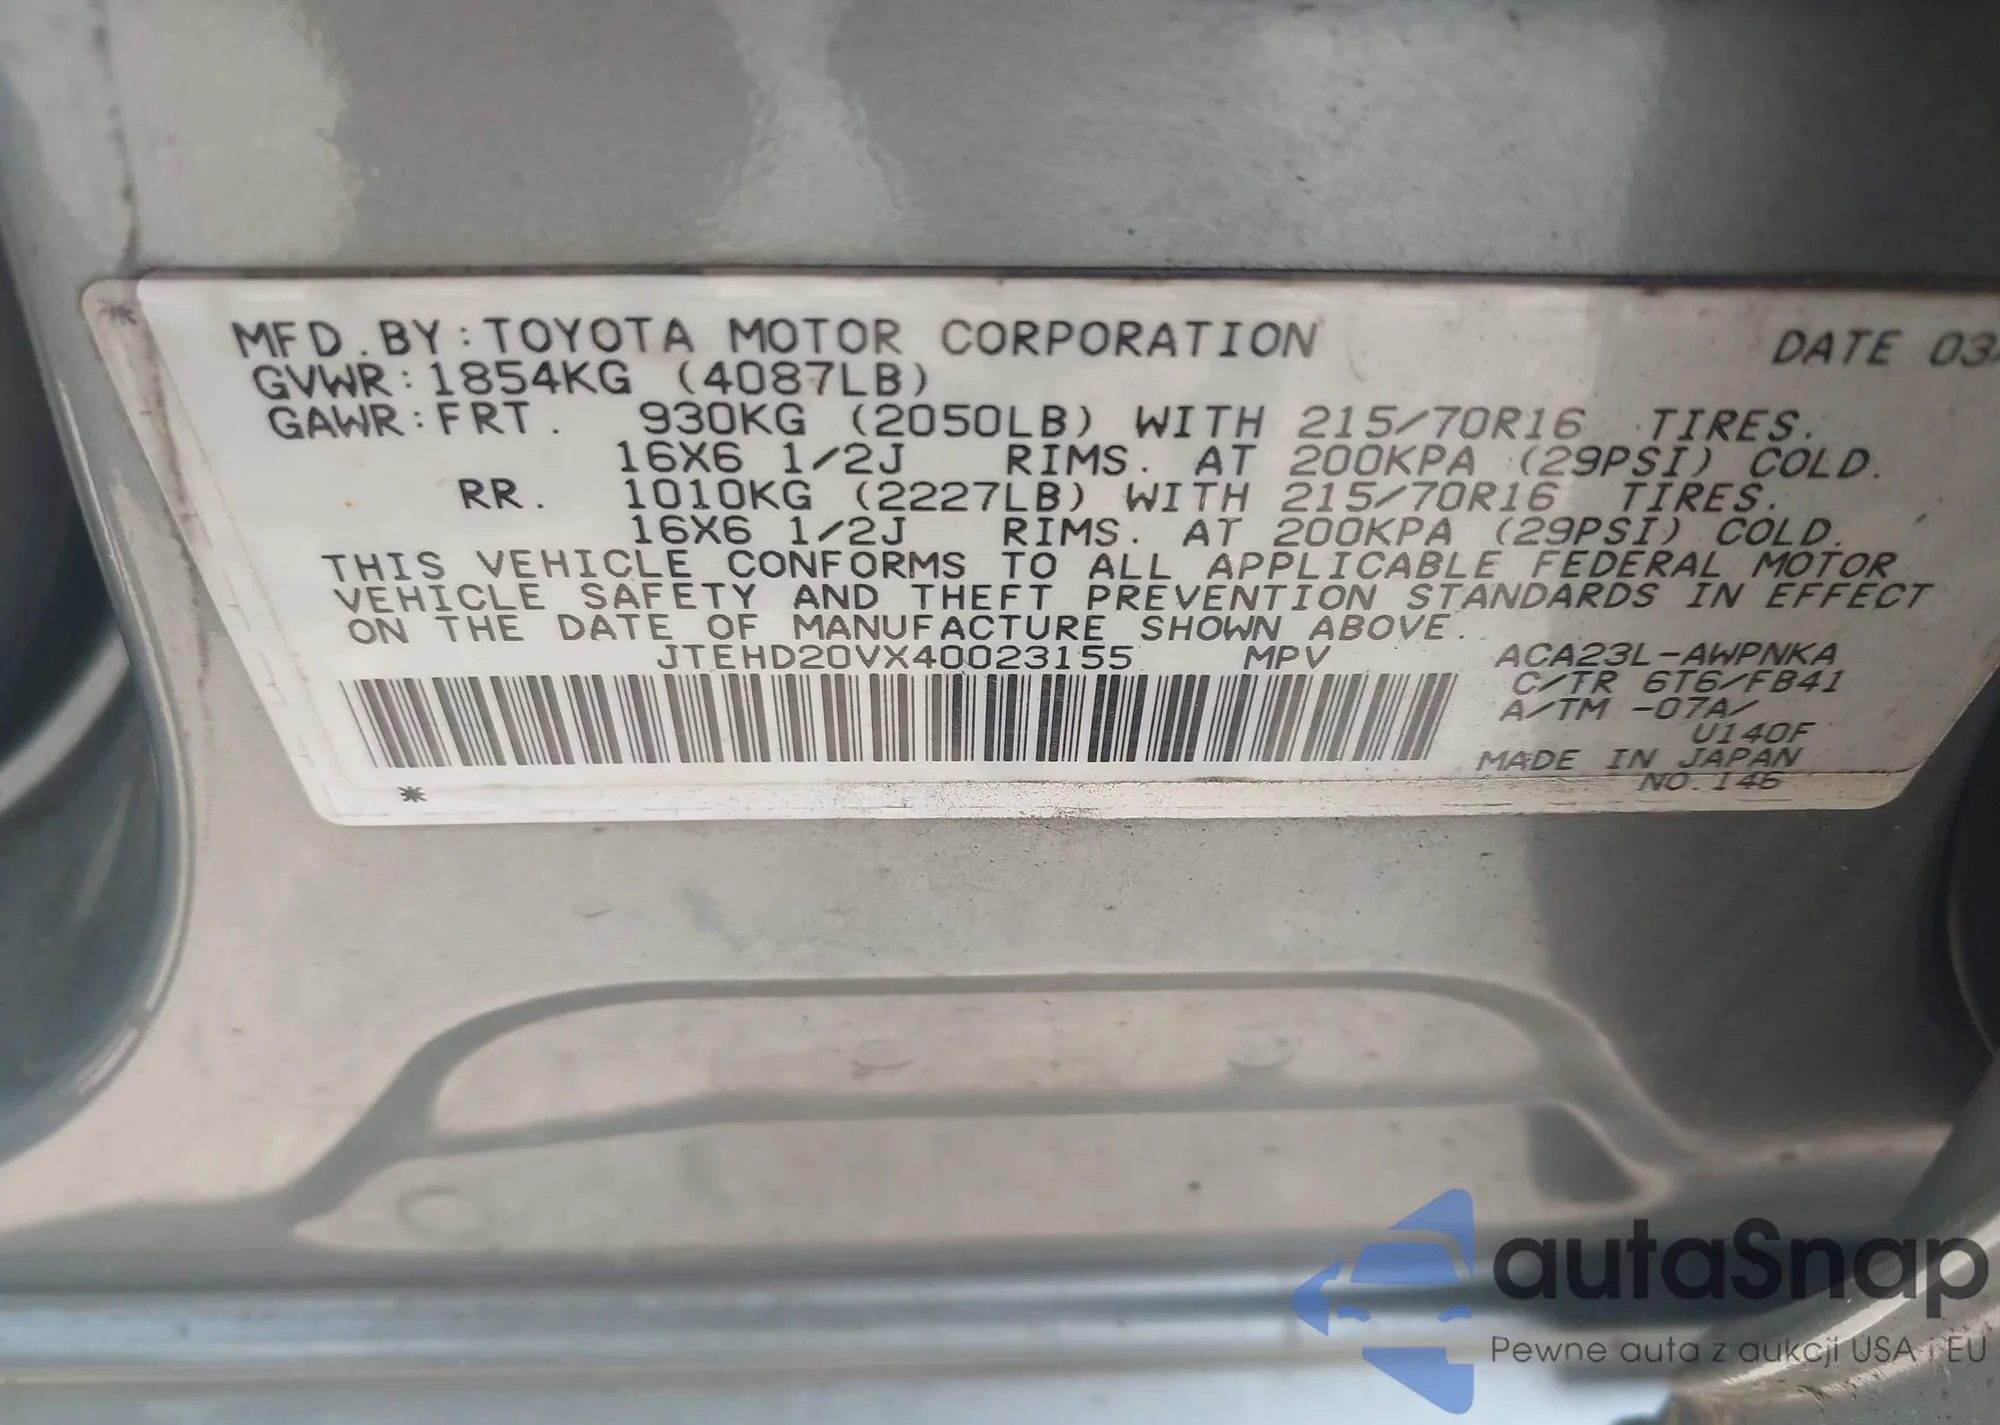 MFD.BY:TOYOTA MOTOR CORPORATION DATE 03/
GVWR:1854KG (4087LB)
GAWR:FRT. 930KG (2050LB) WITH 215/70R16 TIRES.
16X6 1/2J RIMS. AT 200KPA (29PSI) COLD.
RR. 1010KG (2227LB) WITH 215/70R16 TIRES.
16X6 1/2J RIMS. AT 200KPA (29PSI) COLD.
THIS VEHICLE CONFORMS TO ALL APPLICABLE FEDERAL MOTOR
VEHICLE SAFETY AND THEFT PREVENTION STANDARDS IN EFFECT
ON THE DATE OF MANUFACTURE SHOWN ABOVE.
JTEHD20VX40023155 MPV ACA23L-AWPNKA
C/TR 6T6/FB41
A/TM -07A/
U140F
MADE IN JAPAN
NO.146
autaSnap
Pewne auta z aukcji USA i EU